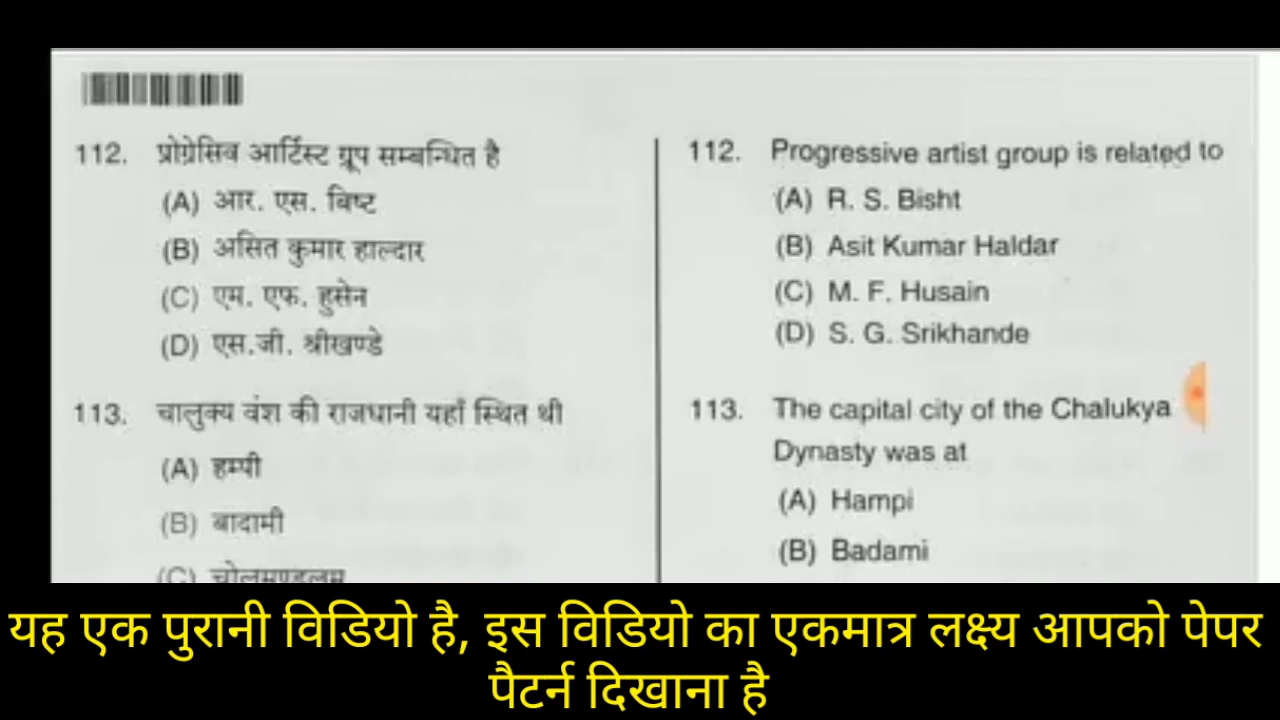 112. प्रोग्रेसिव आर्टिस्ट ग्रूप सम्बन्धित है
(A) आर. एस. बिष्ट
(B) असित कुमार हाल्दार
(C) एम. एफ. हुसेन
(D) एस.जी. श्रीखण्डे
113. चालुक्य वंश की राजधानी यहाँ स्थित थी
(A) हम्पी
(B) बादामी
(C) चोलमण्डलम
112. Progressive artist group is related to
(A) R. S. Bisht
(B) Asit Kumar Haldar
(C) M. F. Husain
(D) S. G. Srikhande
113. The capital city of the Chalukya
Dynasty was at
(A) Hampi
(B) Badami
यह एक पुरानी विडियो है, इस विडियो का एकमात्र लक्ष्य आपको पेपर
पैटर्न दिखाना है